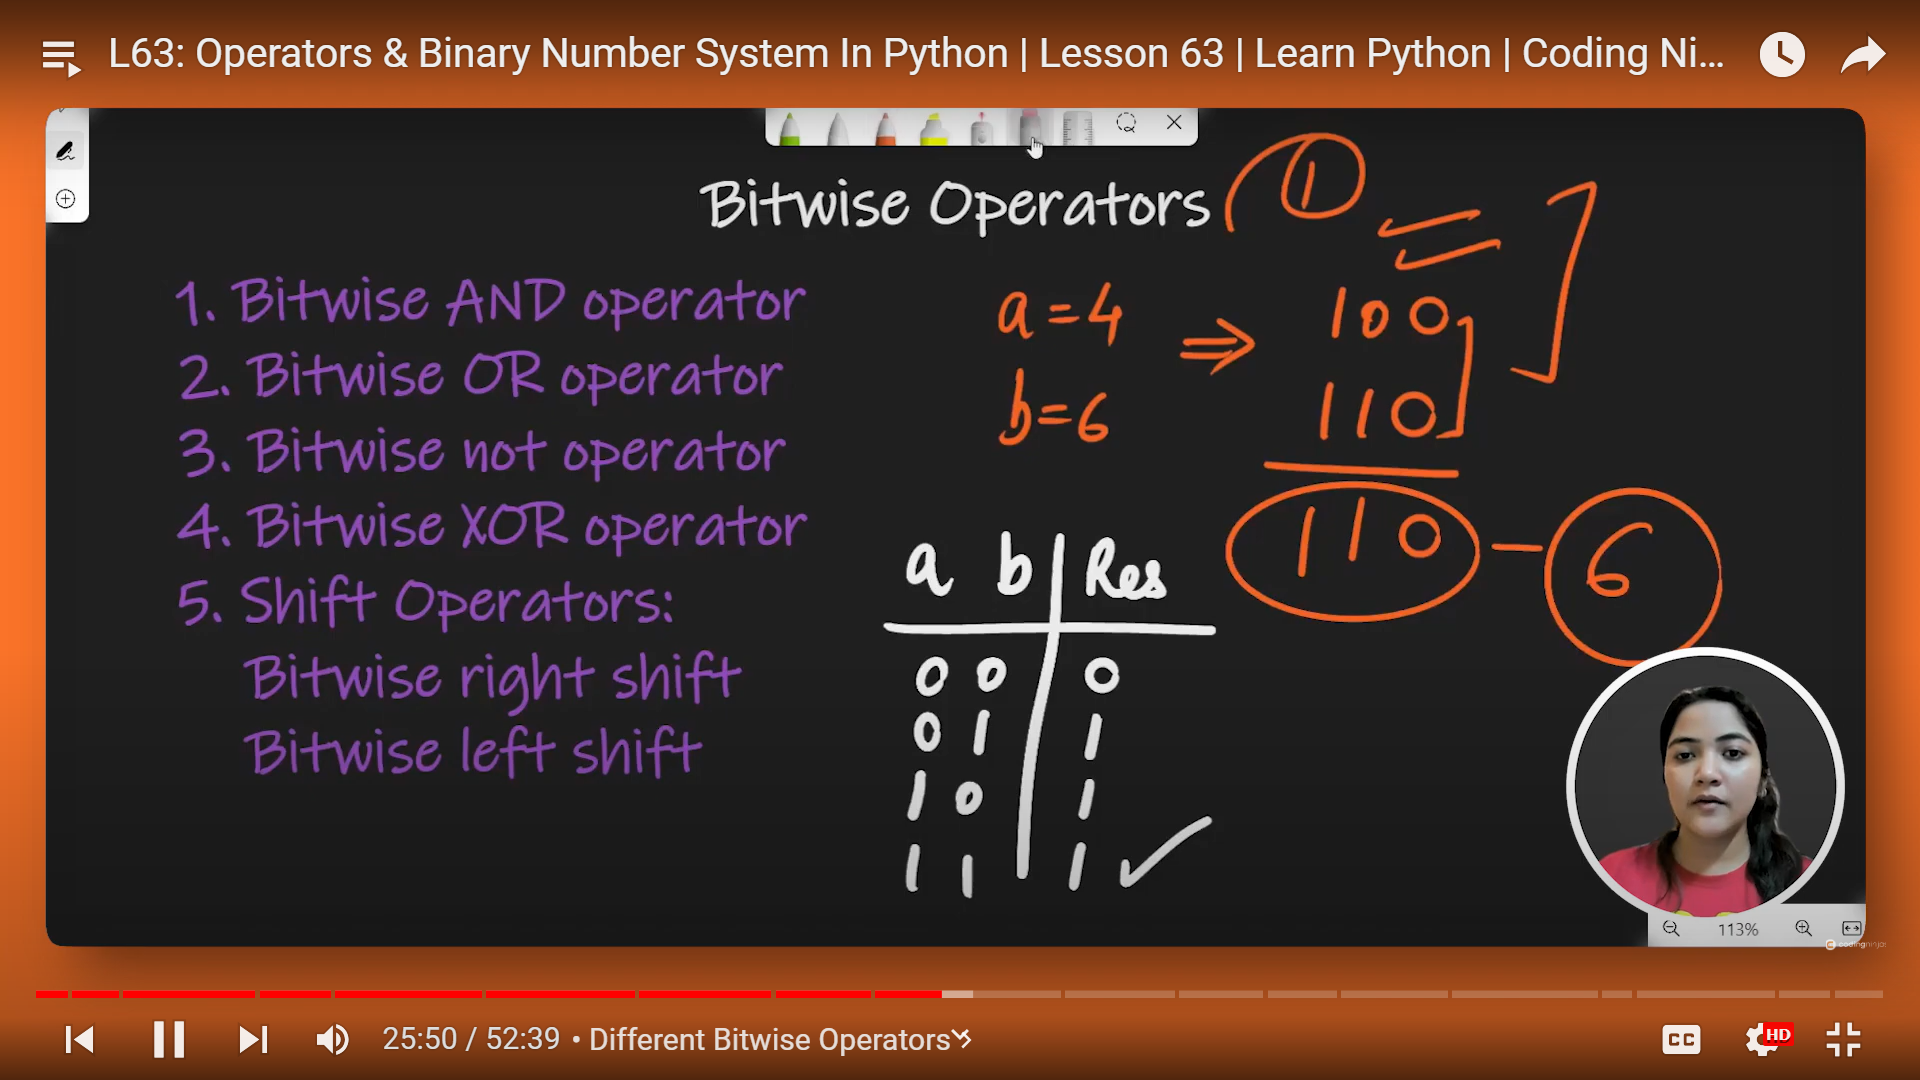 L63: Operators & Binary Number System In Python | Lesson 63 | Learn Python | Coding Ni...
Bitwise Operators
1
1. Bitwise AND operator
2. Bitwise OR operator
3. Bitwise not operator
4. Bitwise XOR operator
5. Shift Operators:
Bitwise right shift
Bitwise left shift
a = 4 ⇒ 100
b = 6 110
110 - 6
a b Res
0 0 0
0 1 1
1 0 1
1 1 1 ✓
113%
codingninjas
25:50 / 52:39 • Different Bitwise Operators
CC
HD